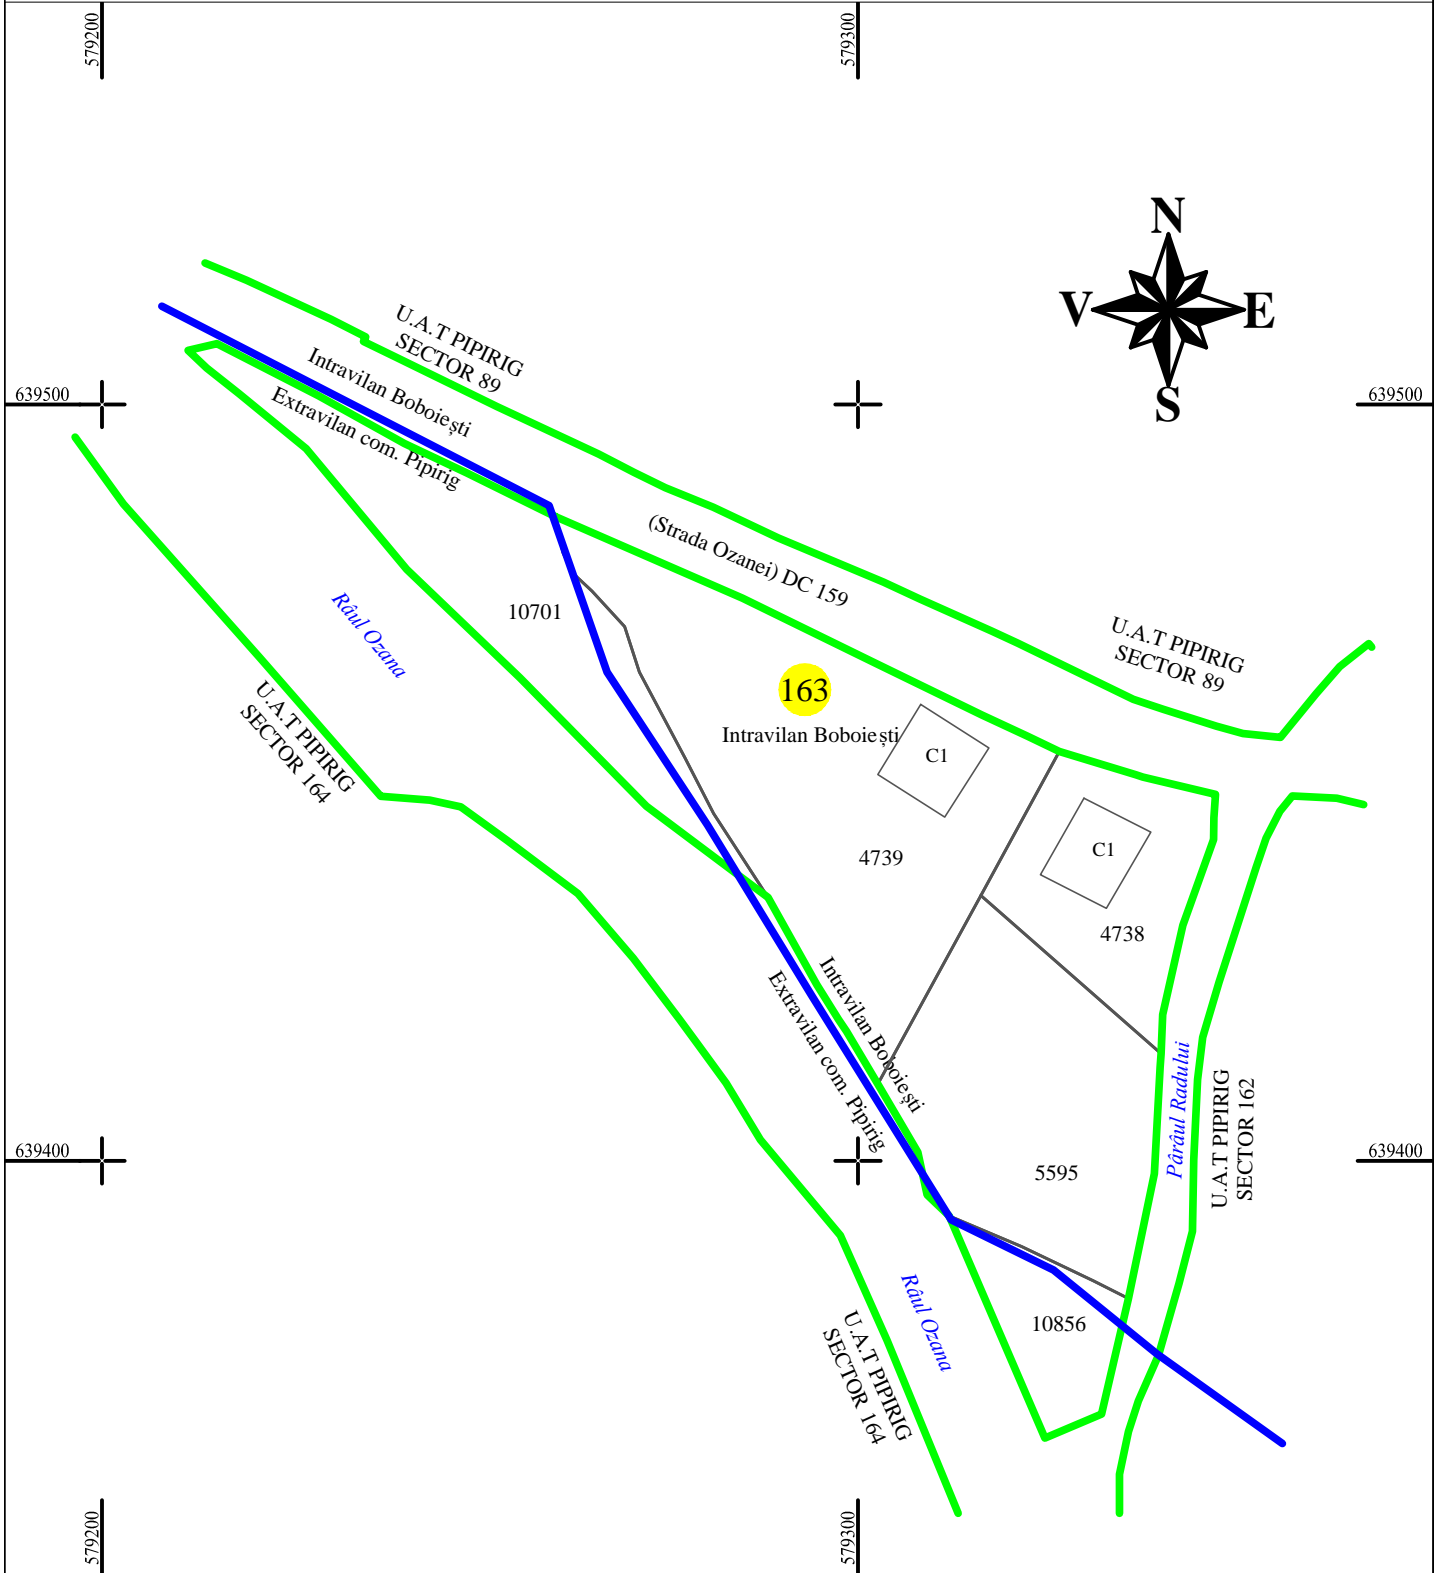 579200
579300
N
V
E
S
639500
639500
U.A.T PIPIRIG
SECTOR 89
Intravilan Boboiești
Extravilan com. Pipirig
(Strada Ozanei) DC 159
10701
Râul Ozana
U.A.T PIPIRIG
SECTOR 89
163
Intravilan Boboiești
C1
U.A.T PIPIRIG
SECTOR 164
C1
4739
4738
Intravilan Boboiești
Extravilan com. Pipirig
Pârâul Radului
U.A.T PIPIRIG
SECTOR 162
639400
639400
5595
Râul Ozana
10856
U.A.T PIPIRIG
SECTOR 164
579200
579300